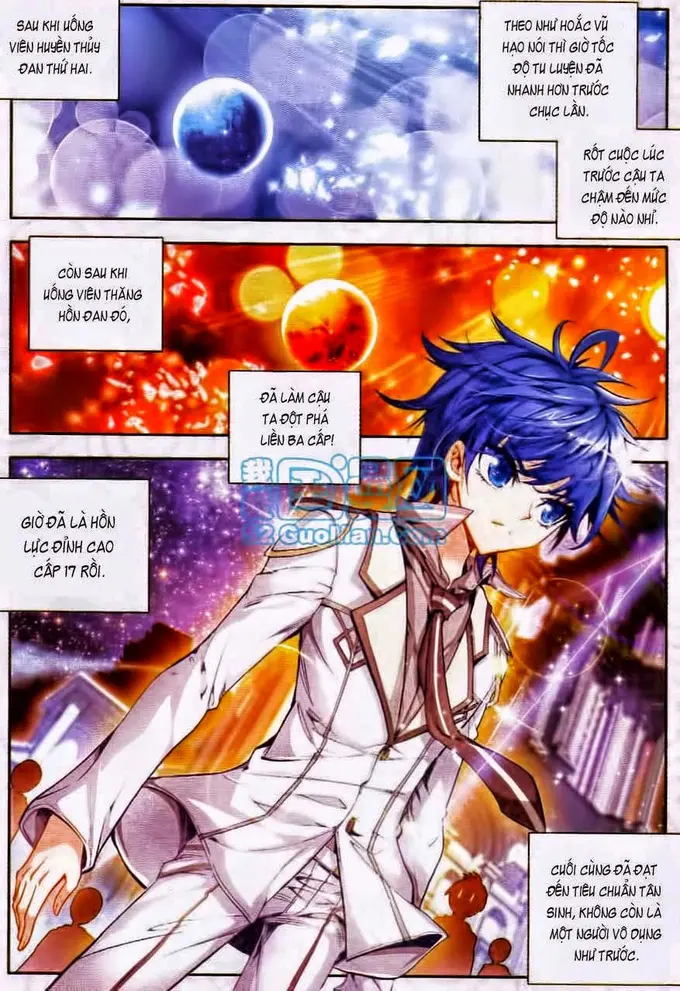 SAU KHI UỐNG
VIÊN HUYỀN THỦY
ĐAN THỨ HAI.
THEO NHƯ HOẮC VŨ
HẠO NÓI THÌ GIỜ TỐC
ĐỘ TU LUYỆN ĐÃ
NHANH HƠN TRƯỚC
CHỤC LẦN.
RỐT CUỘC LÚC
TRƯỚC CẬU TA
CHẬM ĐẾN MỨC
ĐỘ NÀO NHỈ.
CÒN SAU KHI
UỐNG VIÊN THĂNG
HỒN ĐAN ĐÓ,
ĐÃ LÀM CẬU
TA ĐỘT PHÁ
LIỀN BA CẤP!
GIỜ ĐÃ LÀ HỒN
LỰC ĐỈNH CAO
CẤP 17 RỒI.
CUỐI CÙNG ĐÃ ĐẠT
ĐẾN TIÊU CHUẨN TÂN
SINH, KHÔNG CÒN LÀ
MỘT NGƯỜI VÔ DỤNG
NHƯ TRƯỚC.